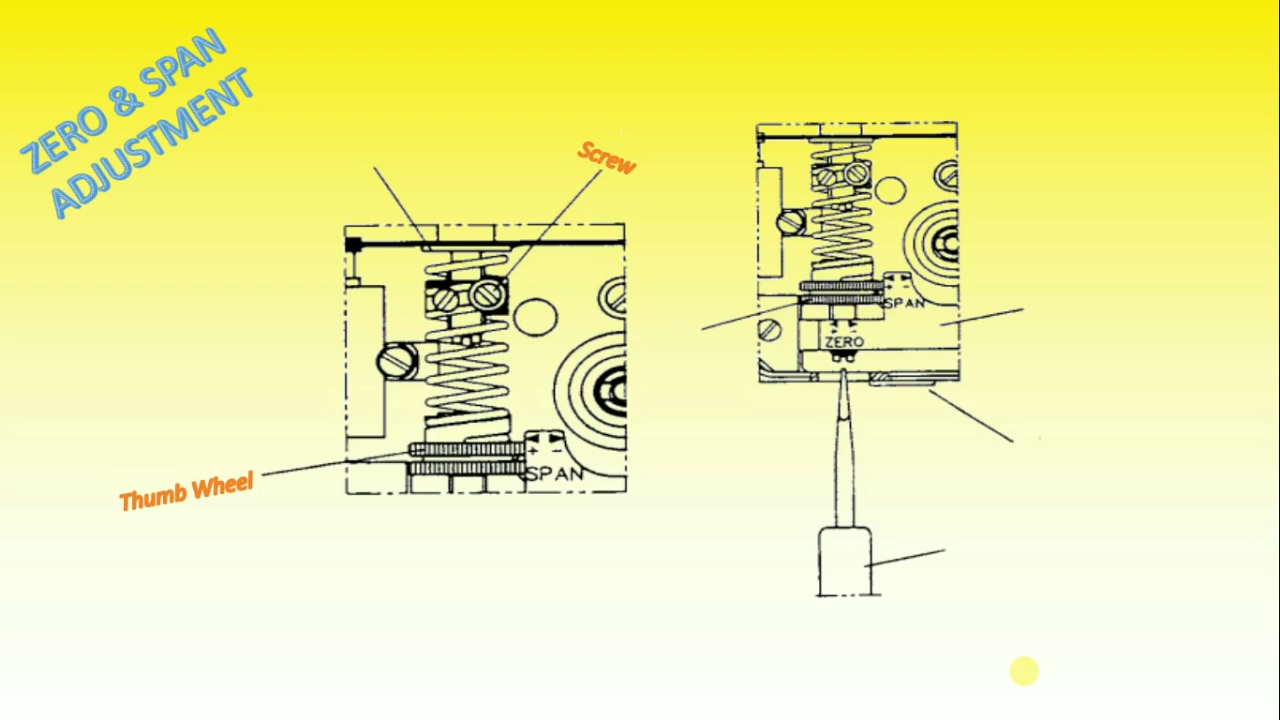 ZERO & SPAN
ADJUSTMENT
Screw
Thumb Wheel
+ -
SPAN
SPAN
ZERO